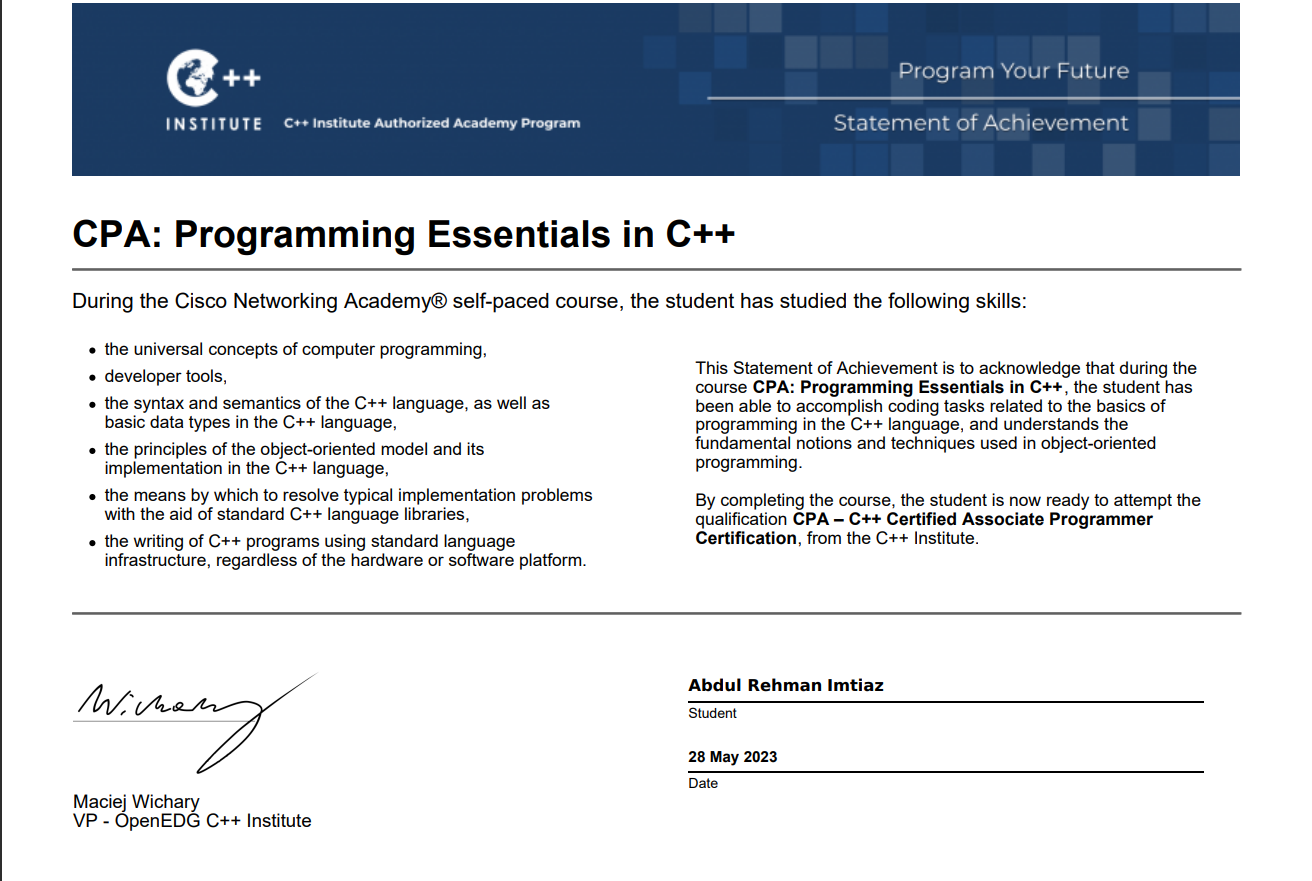 C++
INSTITUTE
C++ Institute Authorized Academy Program
Program Your Future
Statement of Achievement
CPA: Programming Essentials in C++
During the Cisco Networking Academy® self-paced course, the student has studied the following skills:
• the universal concepts of computer programming,
• developer tools,
• the syntax and semantics of the C++ language, as well as
basic data types in the C++ language,
• the principles of the object-oriented model and its
implementation in the C++ language,
• the means by which to resolve typical implementation problems
with the aid of standard C++ language libraries,
• the writing of C++ programs using standard language
infrastructure, regardless of the hardware or software platform.
This Statement of Achievement is to acknowledge that during the
course CPA: Programming Essentials in C++, the student has
been able to accomplish coding tasks related to the basics of
programming in the C++ language, and understands the
fundamental notions and techniques used in object-oriented
programming.
By completing the course, the student is now ready to attempt the
qualification CPA – C++ Certified Associate Programmer
Certification, from the C++ Institute.
W. Wichary
Maciej Wichary
VP - OpenEDG C++ Institute
Abdul Rehman Imtiaz
Student
28 May 2023
Date